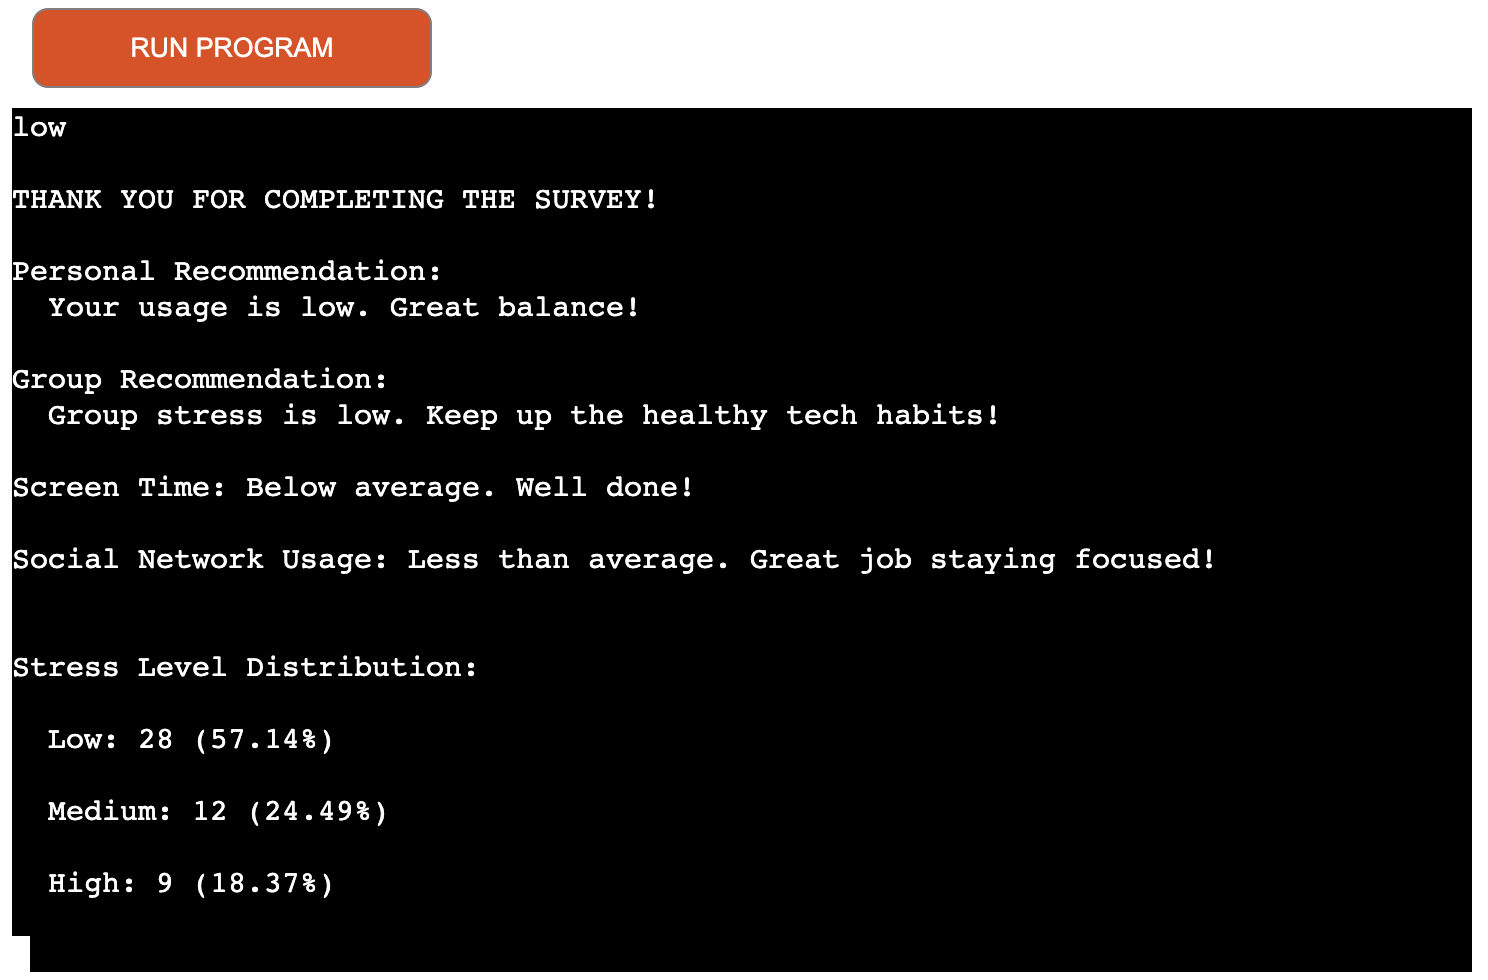 RUN PROGRAM
low
THANK YOU FOR COMPLETING THE SURVEY!
Personal Recommendation:
Your usage is low. Great balance!
Group Recommendation:
Group stress is low. Keep up the healthy tech habits!
Screen Time: Below average. Well done!
Social Network Usage: Less than average. Great job staying focused!
Stress Level Distribution:
Low: 28 (57.14%)
Medium: 12 (24.49%)
High: 9 (18.37%)